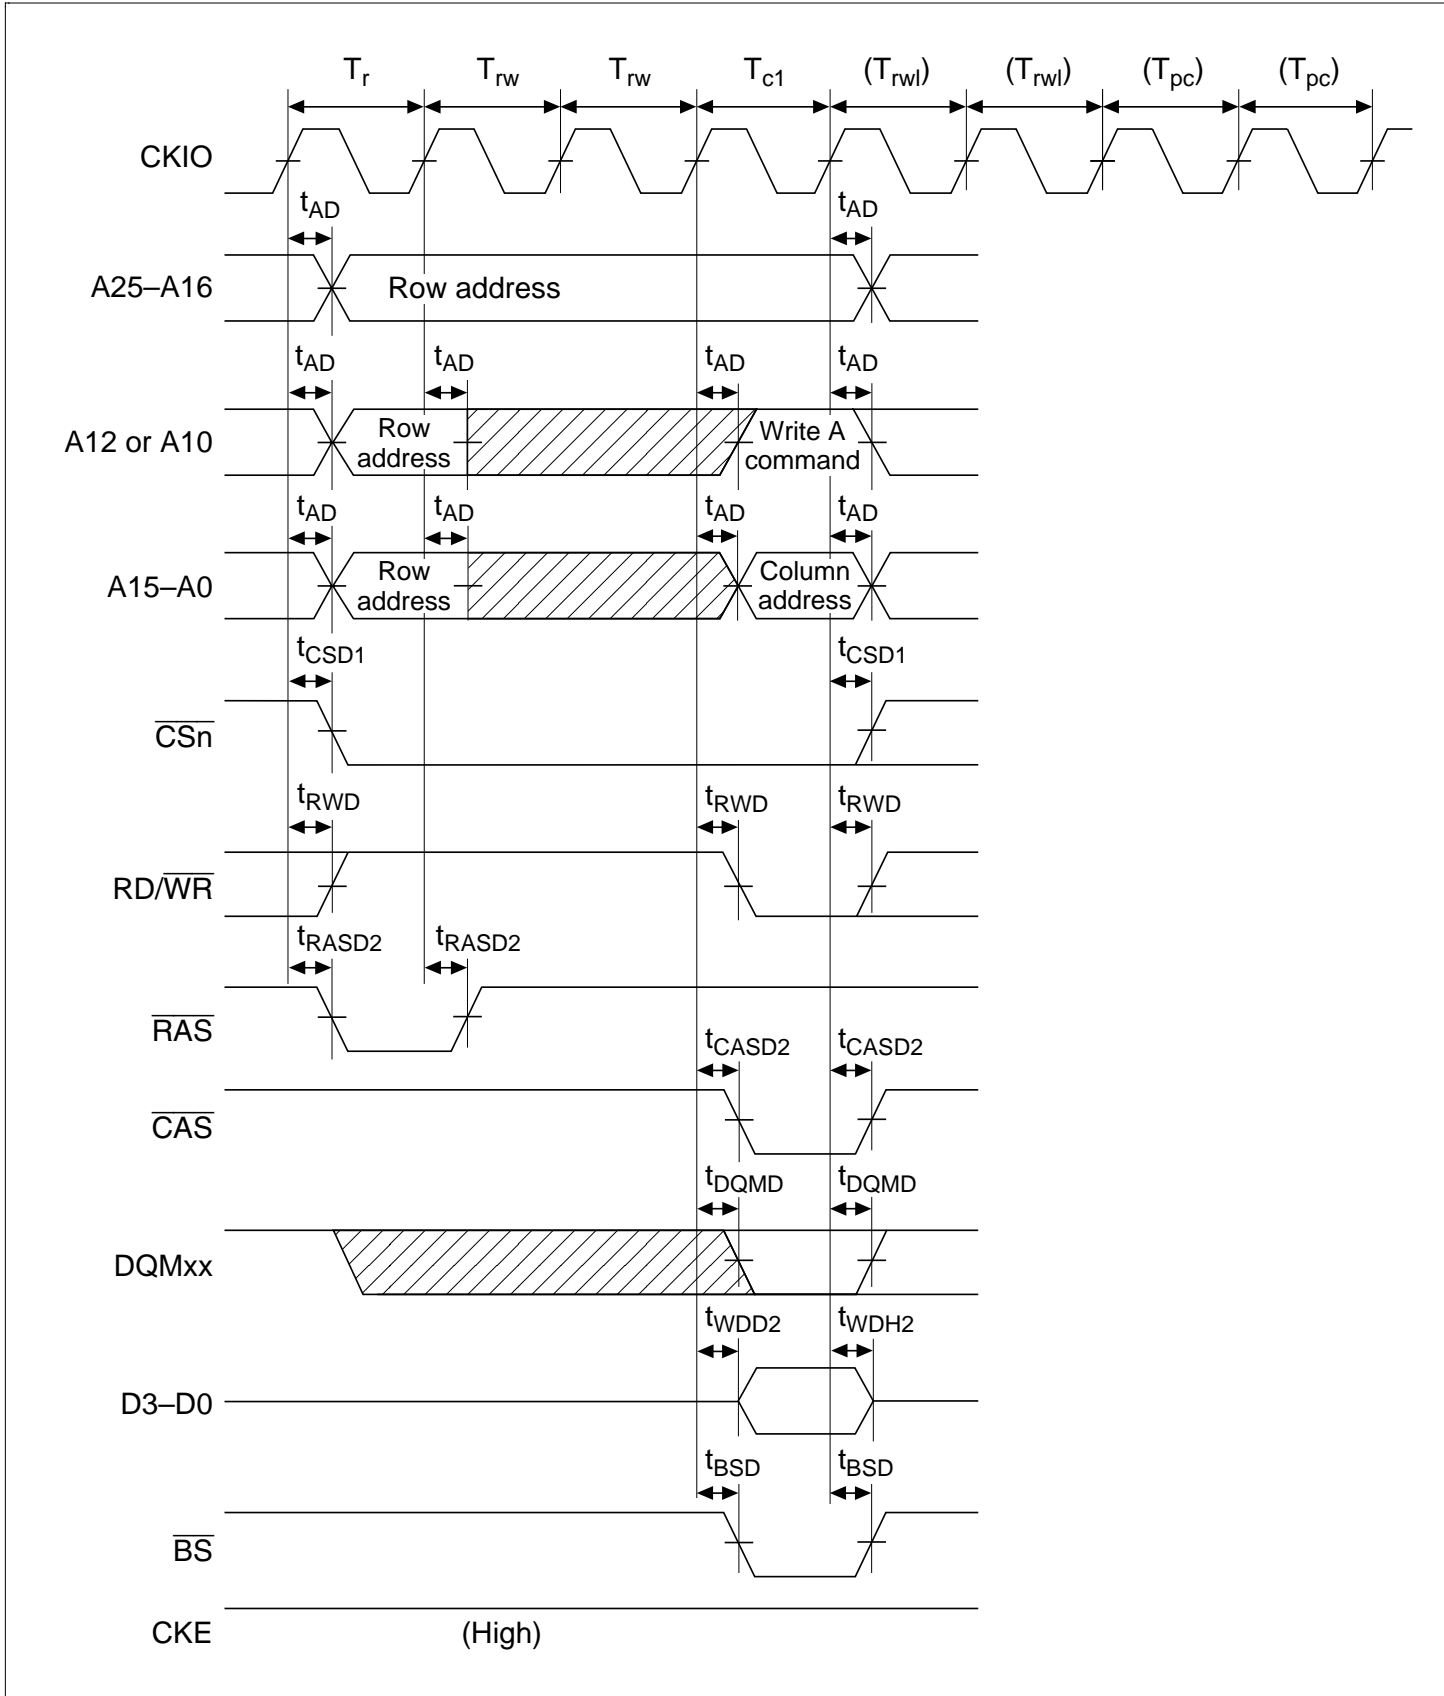 Tr Trw Trw Tc1 (Trwl) (Trwl) (Tpc) (Tpc)
CKIO
tAD tAD
A25–A16 Row address
tAD tAD tAD tAD
A12 or A10 Row address Write A command
tAD tAD tAD tAD
A15–A0 Row address Column address
tCSD1 tCSD1
CSn
tRWD tRWD tRWD
RD/WR
tRASD2 tRASD2
RAS
tCASD2 tCASD2
CAS
tDQMD tDQMD
DQMxx
tWDD2 tWDH2
D3–D0
tBSD tBSD
BS
CKE (High)